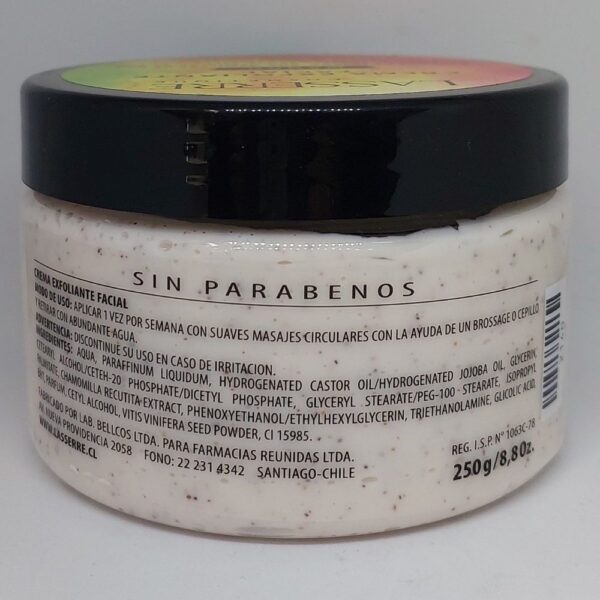 LASSERRE
SIN PARABENOS
CREMA EXFOLIANTE FACIAL
MODO DE USO: APLICAR 1 VEZ POR SEMANA CON SUAVES MASAJES CIRCULARES CON LA AYUDA DE UN BROSSAGE O CEPILLO
Y RETIRAR CON ABUNDANTE AGUA.
ADVERTENCIA: DISCONTINUE SU USO EN CASO DE IRRITACION.
INGREDIENTES: AQUA, PARAFFINUM LIQUIDUM, HYDROGENATED CASTOR OIL/HYDROGENATED JOJOBA OIL, GLYCERIN,
CETEARYL ALCOHOL/CETEH-20 PHOSPHATE/DICETYL PHOSPHATE, GLYCERYL STEARATE/PEG-100 - STEARATE, ISOPROPYL
CHAMOMILLA RECUTITA EXTRACT, PHENOXYETHANOL/ETHYLHEXYLGLYCERIN, TRJETHANOLAMINE, GLICOLIC ACID,
PARFUM, CETYL ALCOHOL, VITIS VINIFERA SEED POWDER, CI 15985.
FABRICADO POR LAB. BELLCOS LTDA. PARA FARMACIAS REUNIDAS LTDA.
AV. NUEVA PROVIDENCIA 2058 FONO: 22 231 4342 SANTIAGO-CHILE
WWW.LASSERRE.CL
REG. I.S.P. N° 1063C-78
250g/8,8Oz.